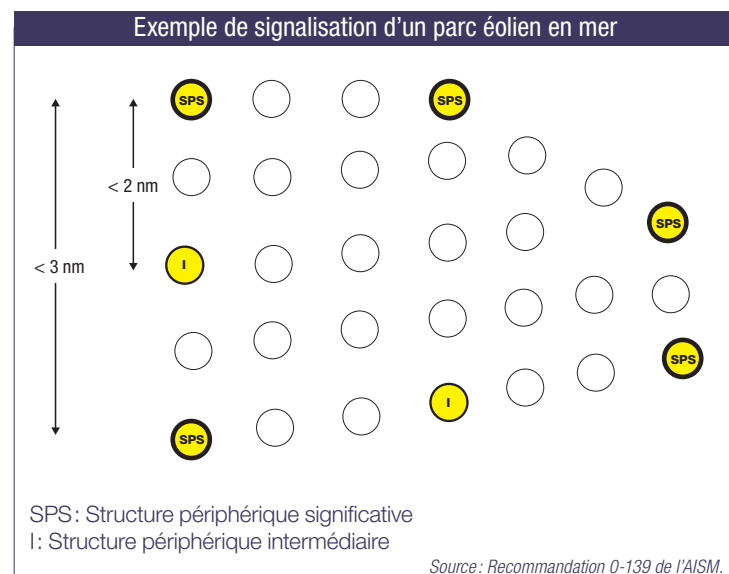 Exemple de signalisation d'un parc éolien en mer
SPS
SPS
< 2 nm
SPS
< 3 nm
I
SPS
I
SPS
SPS : Structure périphérique significative
I : Structure périphérique intermédiaire
Source : Recommandation 0-139 de l'AISM.